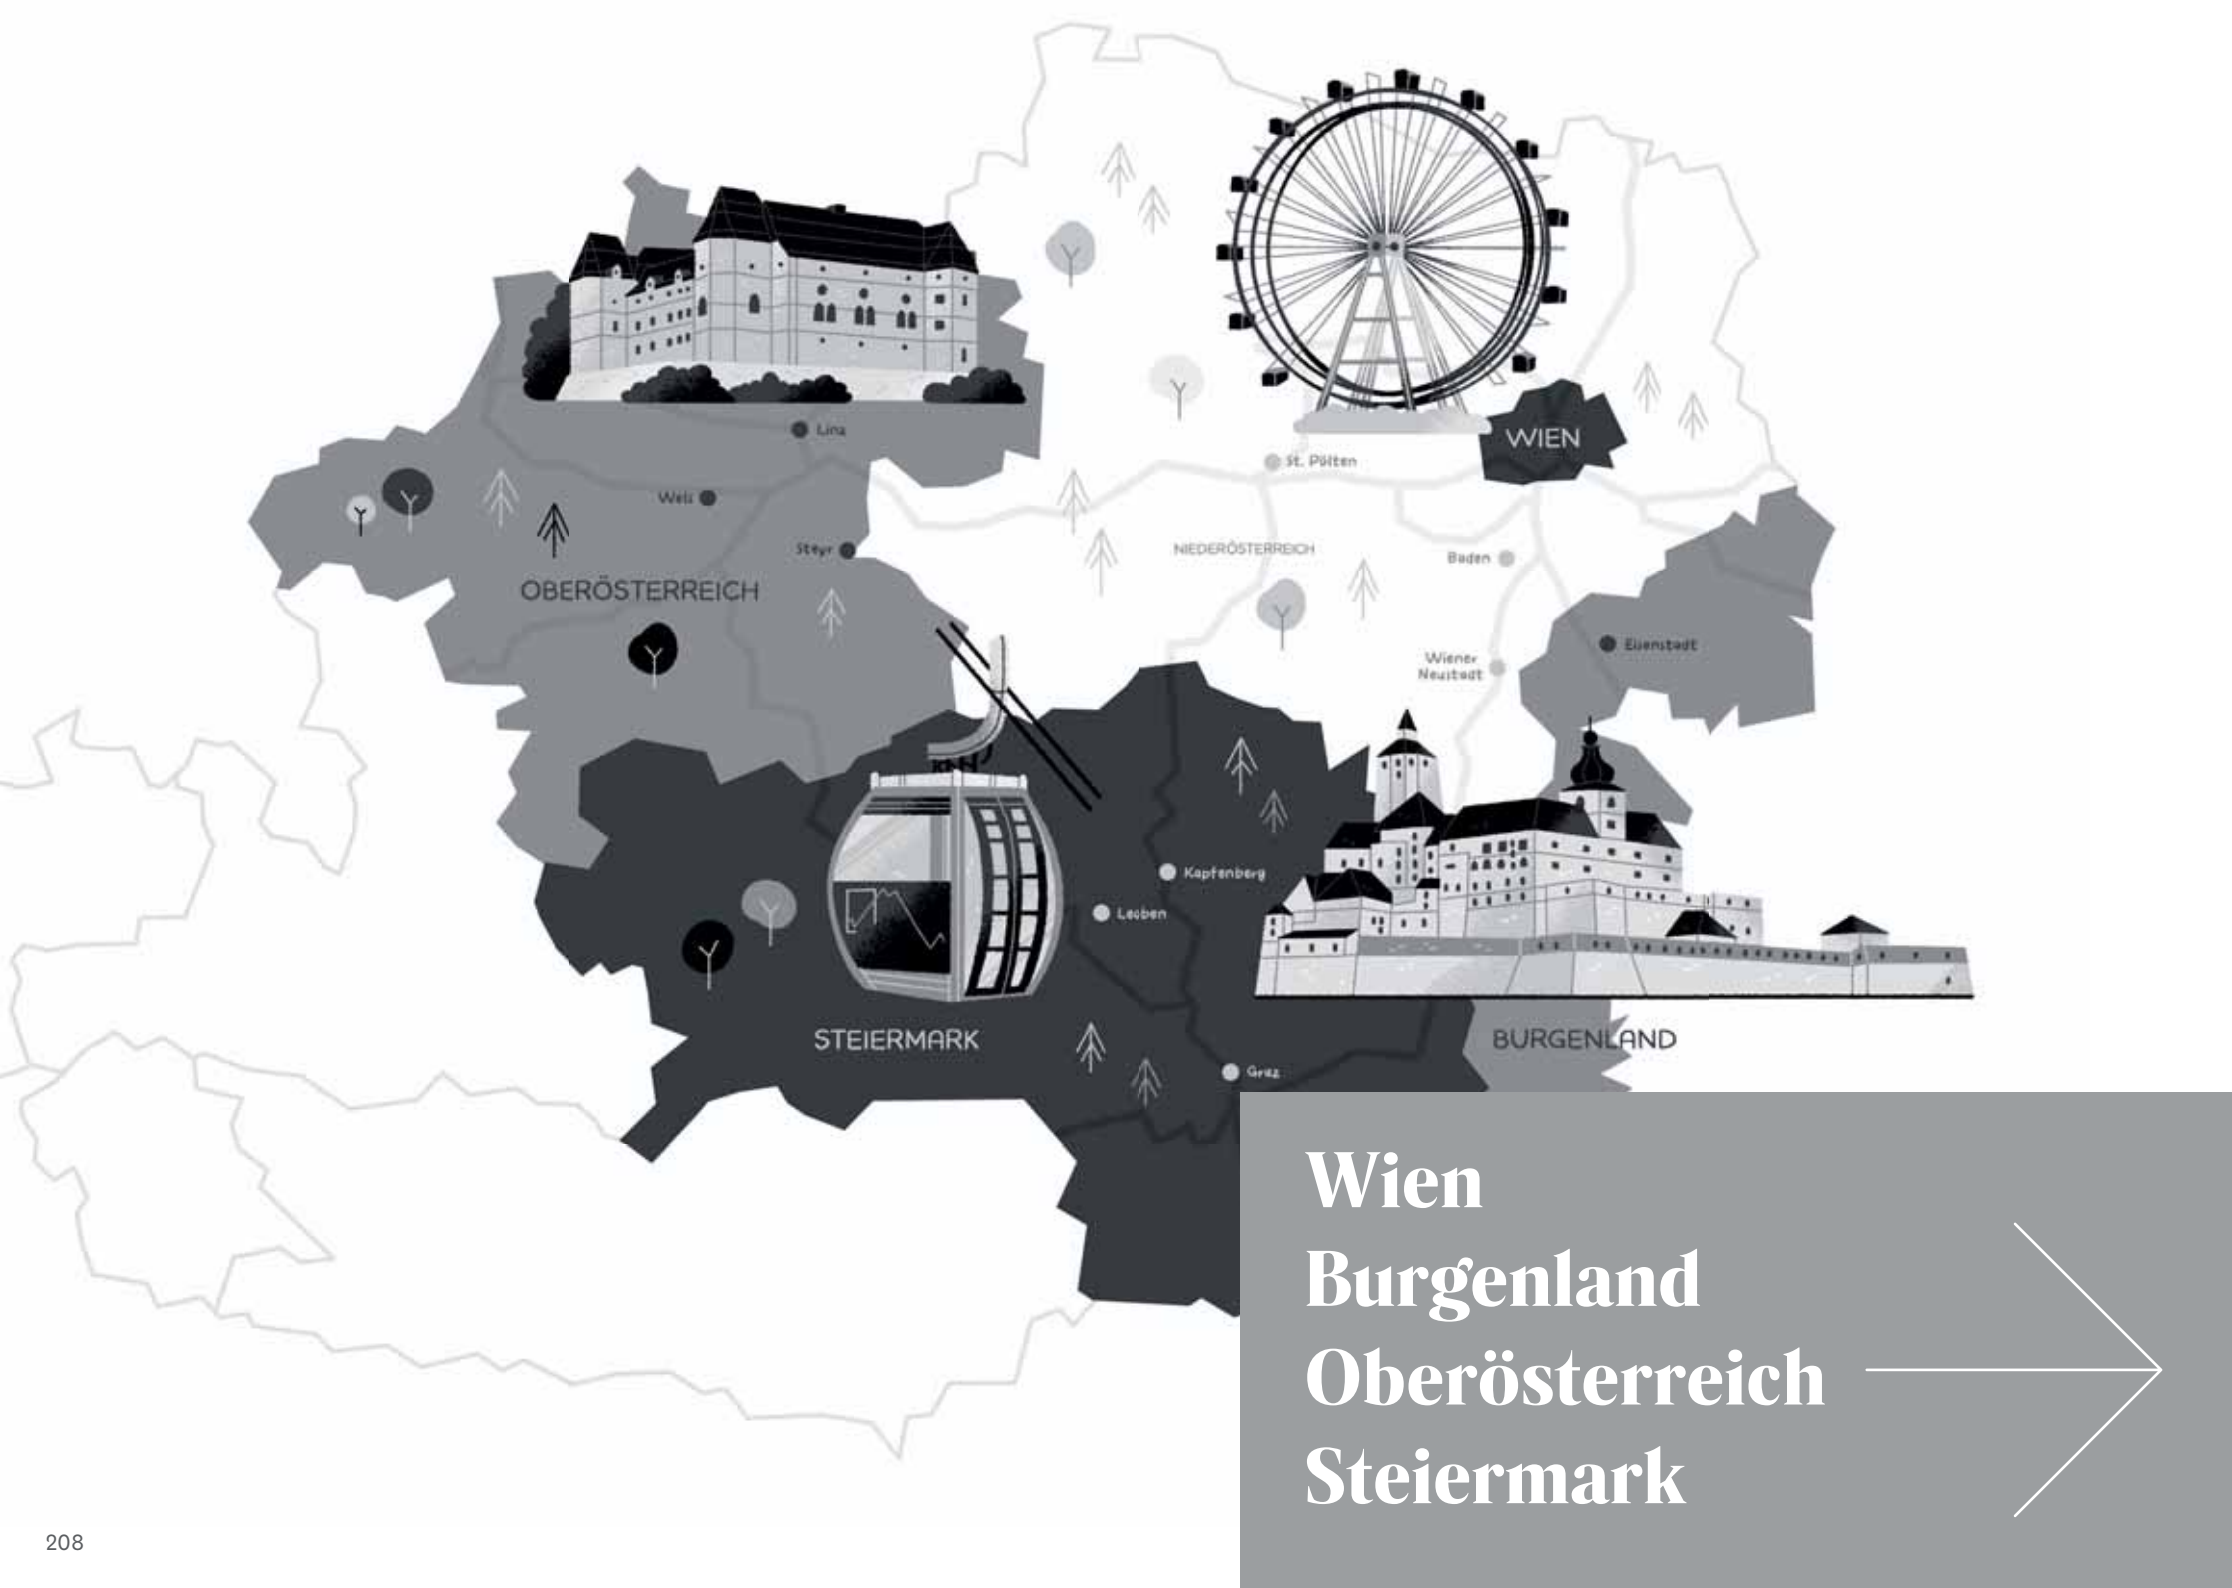 Linz
WIEN
St. Pölten
Wels
Steyr
NIEDERÖSTERREICH
Baden
OBERÖSTERREICH
Eisenstadt
Wiener
Neustadt
Kapfenberg
Leoben
STEIERMARK
BURGENLAND
Graz
Wien
Burgenland
Oberösterreich
Steiermark
208